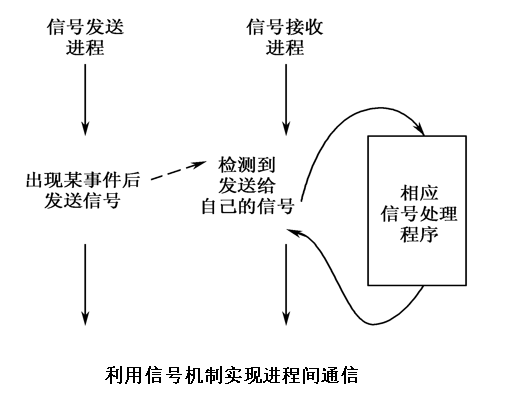 信号发送
进程
信号接收
进程
出现某事件后
发送信号
检测到
发送给
自己的信号
相应
信号处理
程序
利用信号机制实现进程间通信